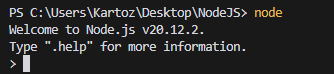 PS C:\Users\Kartoz\Desktop\NodeJS> node
Welcome to Node.js v20.12.2.
Type ".help" for more information.
>